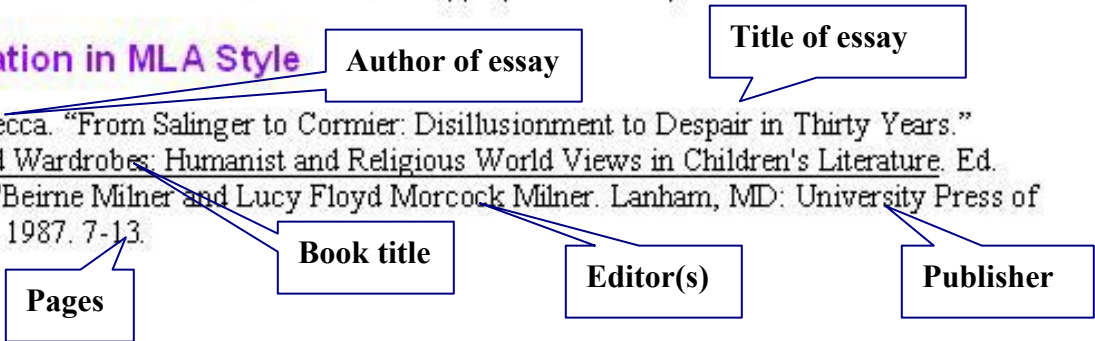 Title of essay
ation in MLA Style
Author of essay
ecca. “From Salinger to Cormier: Disillusionment to Despair in Thirty Years.”
d Wardrobes: Humanist and Religious World Views in Children's Literature. Ed.
Beirne Milner and Lucy Floyd Morcock Milner. Lanham, MD: University Press of
1987. 7-13.
Book title
Editor(s)
Publisher
Pages